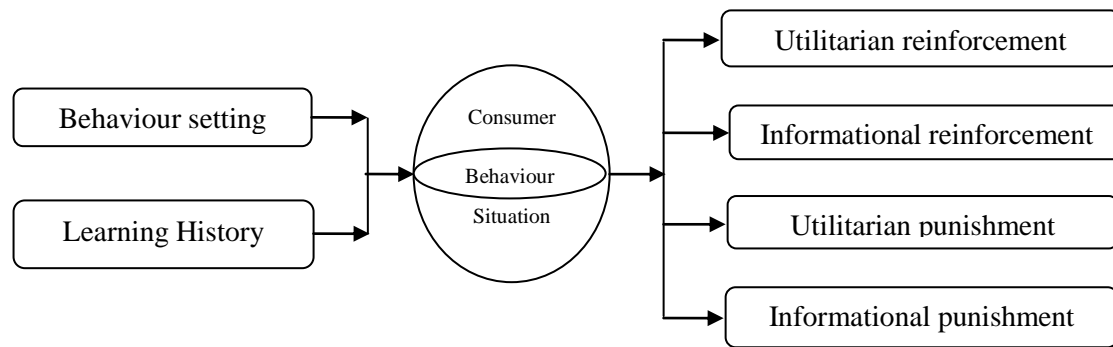 Behaviour setting
Learning History
Consumer
Behaviour
Situation
Utilitarian reinforcement
Informational reinforcement
Utilitarian punishment
Informational punishment